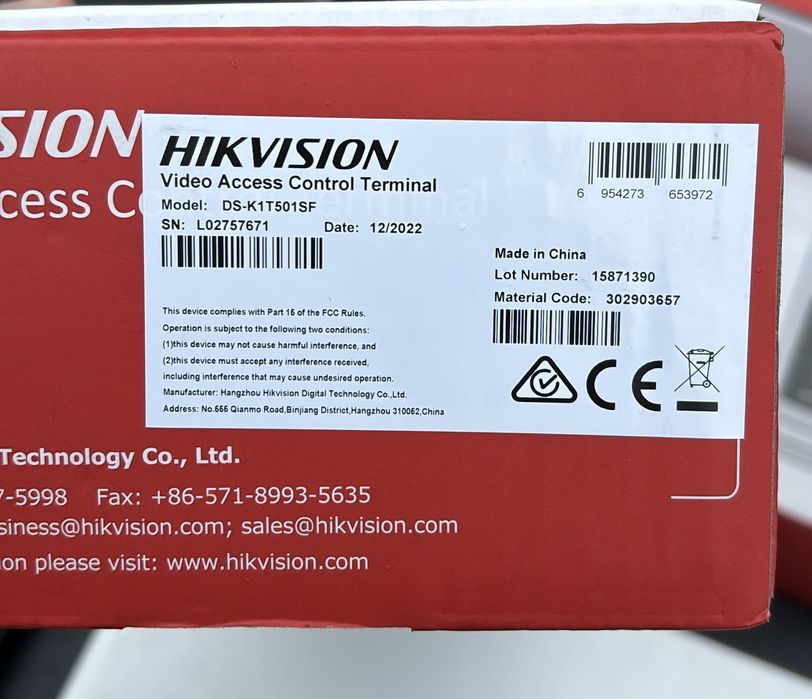 SION
cess Co
HIKVISION
Video Access Control Terminal
Model: DS-K1T501SF
SN: L02757671 Date: 12/2022
6 954273 653972
Made in China
Lot Number: 15871390
Material Code: 302903657
This device complies with Part 15 of the FCC Rules.
Operation is subject to the following two conditions:
(1)this device may not cause harmful interference, and
(2)this device must accept any interference received,
including interference that may cause undesired operation.
Manufacturer: Hangzhou Hikvision Digital Technology Co.,Ltd.
Address: No.555 Qianmo Road,Binjiang District,Hangzhou 310052,China
CE
Technology Co., Ltd.
7-5998 Fax: +86-571-8993-5635
siness@hikvision.com; sales@hikvision.com
on please visit: www.hikvision.com